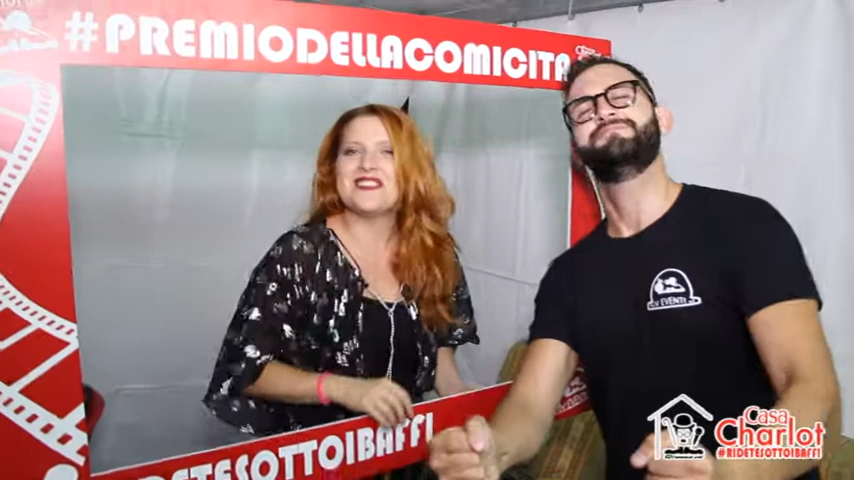 #PREMIODELLACOMICITA
EVENTI
RIDETESOTTOIBAFFI
Casa
Charlot
#RIDETESOTTOIBAFFI